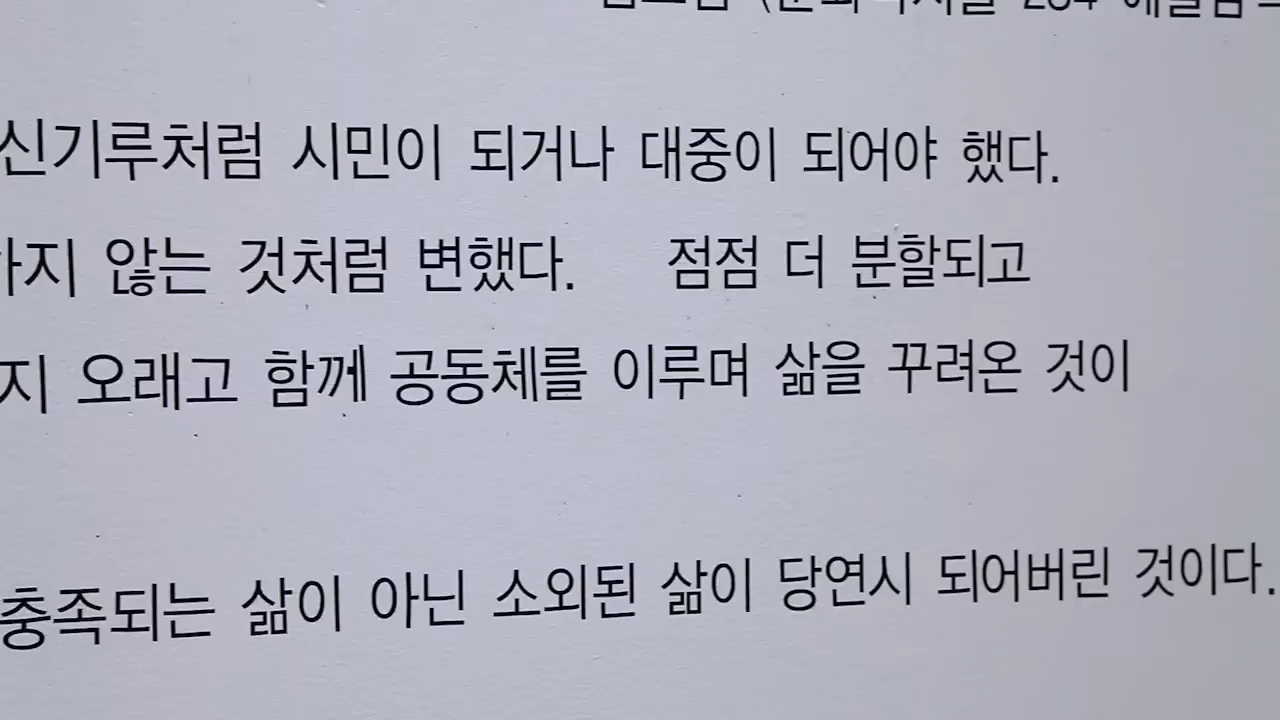 신기루처럼 시민이 되거나 대중이 되어야 했다.
않는 것처럼 변했다. 점점 더 분할되고
오래고 함께 공동체를 이루며 삶을 꾸려온 것이
충족되는 삶이 아닌 소외된 삶이 당연시 되어버린 것이다.